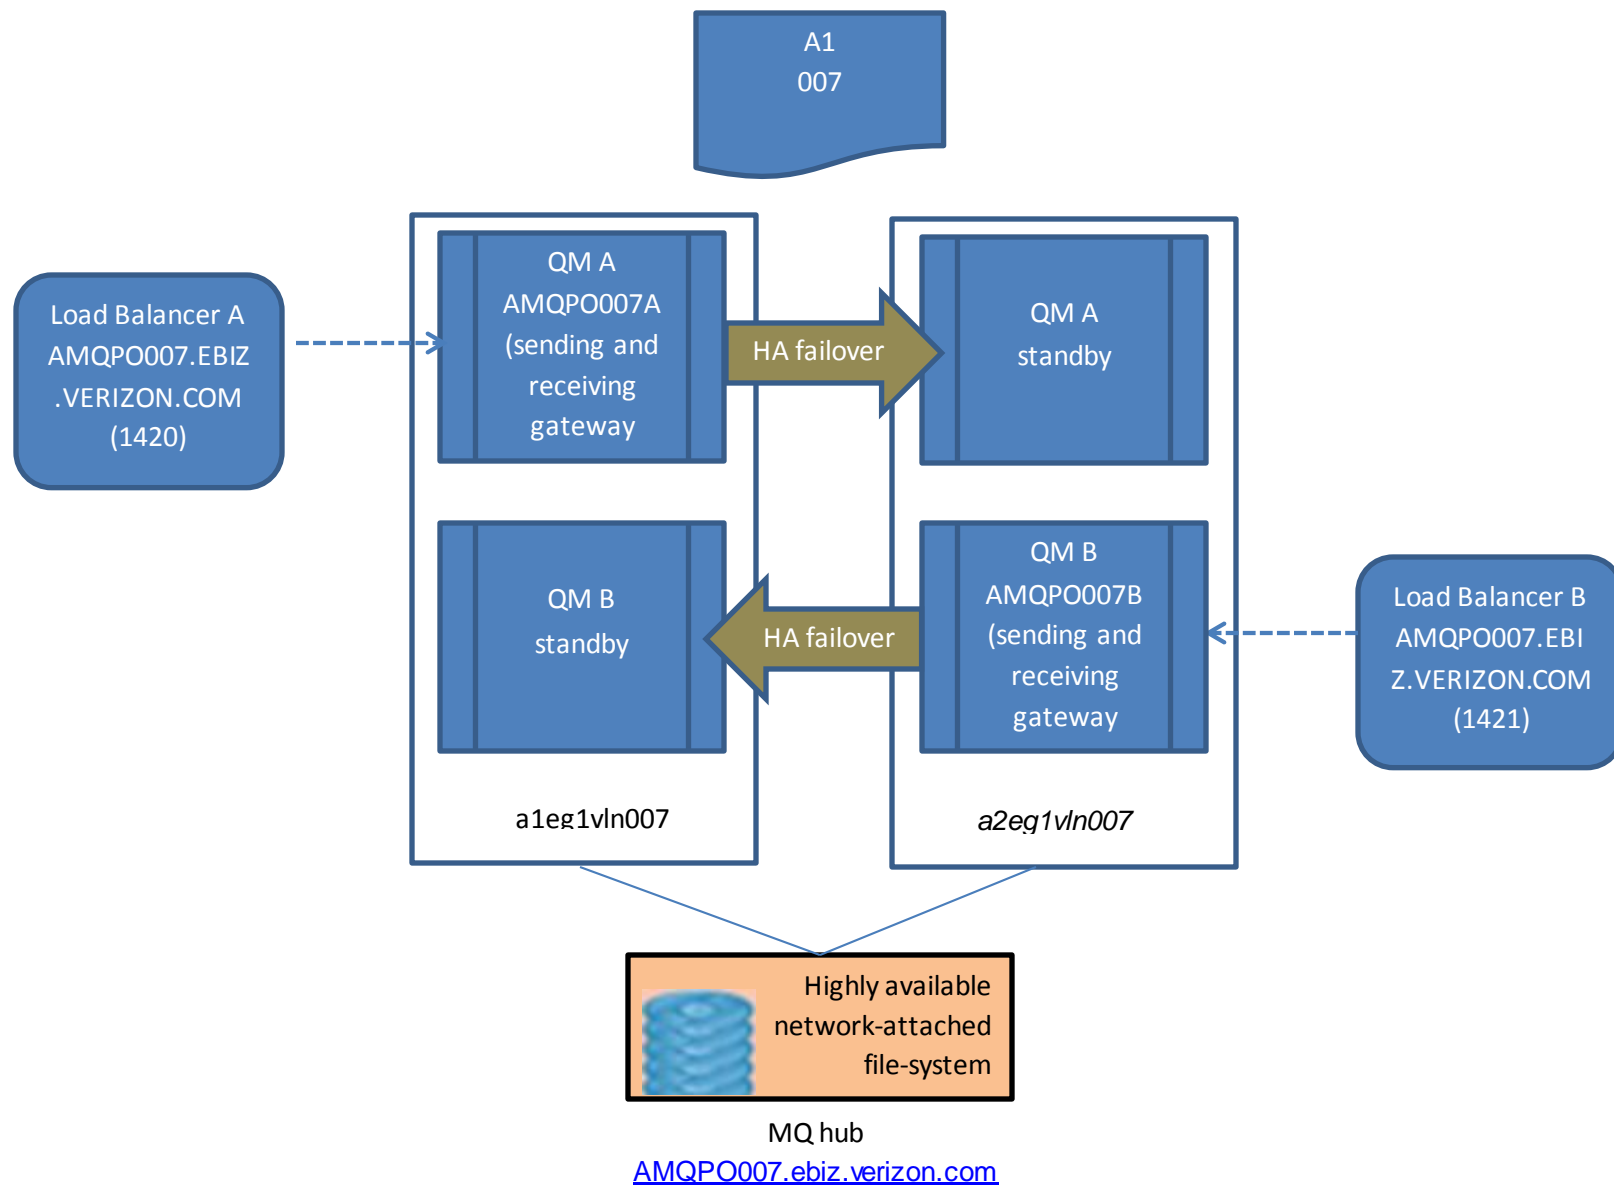 A1
007
Load Balancer A
AMQPO007.EBIZ
.VERIZON.COM
(1420)
QM A
AMQPO007A
(sending and
receiving
gateway
HA failover
QM A
standby
QM B
standby
HA failover
QM B
AMQPO007B
(sending and
receiving
gateway
Load Balancer B
AMQPO007.EBI
Z.VERIZON.COM
(1421)
a1eg1vln007
a2eg1vln007
Highly available
network-attached
file-system
MQ hub
AMQPO007.ebiz.verizon.com